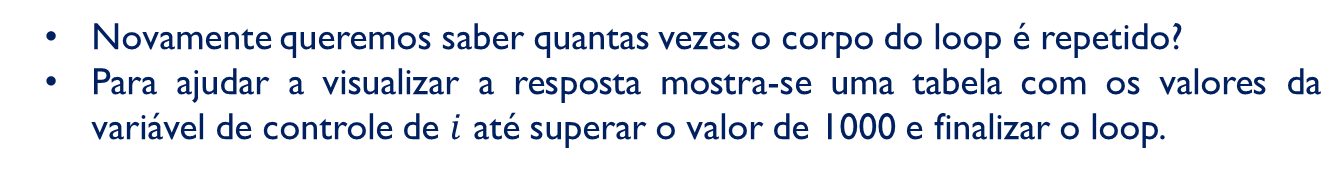 • Novamente queremos saber quantas vezes o corpo do loop é repetido?
• Para ajudar a visualizar a resposta mostra-se uma tabela com os valores da
variável de controle de i até superar o valor de 1000 e finalizar o loop.